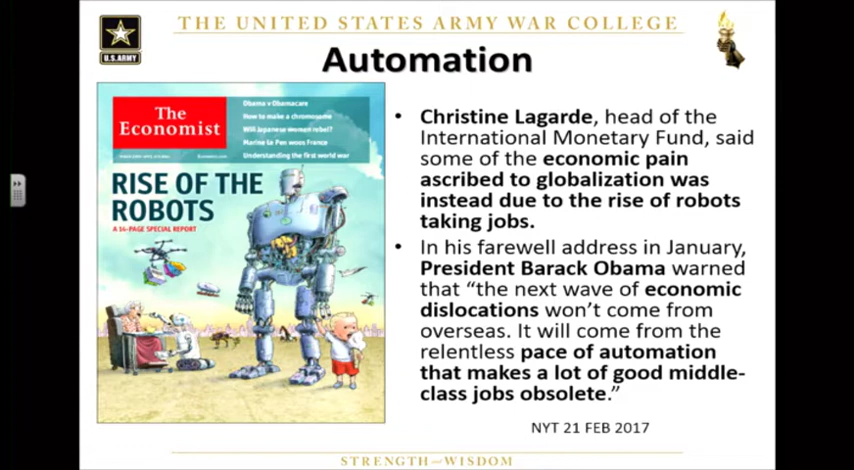 THE UNITED STATES ARMY WAR COLLEGE
U.S. ARMY
Automation
The
Economist
Obama v Obamacare
How to make a chromosome
Will Japanese women rebel?
Marine Le Pen woos France
Understanding the first world war
RISE OF THE
ROBOTS
A 14-PAGE SPECIAL REPORT
• Christine Lagarde, head of the
International Monetary Fund, said
some of the economic pain
ascribed to globalization was
instead due to the rise of robots
taking jobs.
• In his farewell address in January,
President Barack Obama warned
that “the next wave of economic
dislocations won’t come from
overseas. It will come from the
relentless pace of automation
that makes a lot of good middle-
class jobs obsolete.”
NYT 21 FEB 2017
STRENGTH and WISDOM